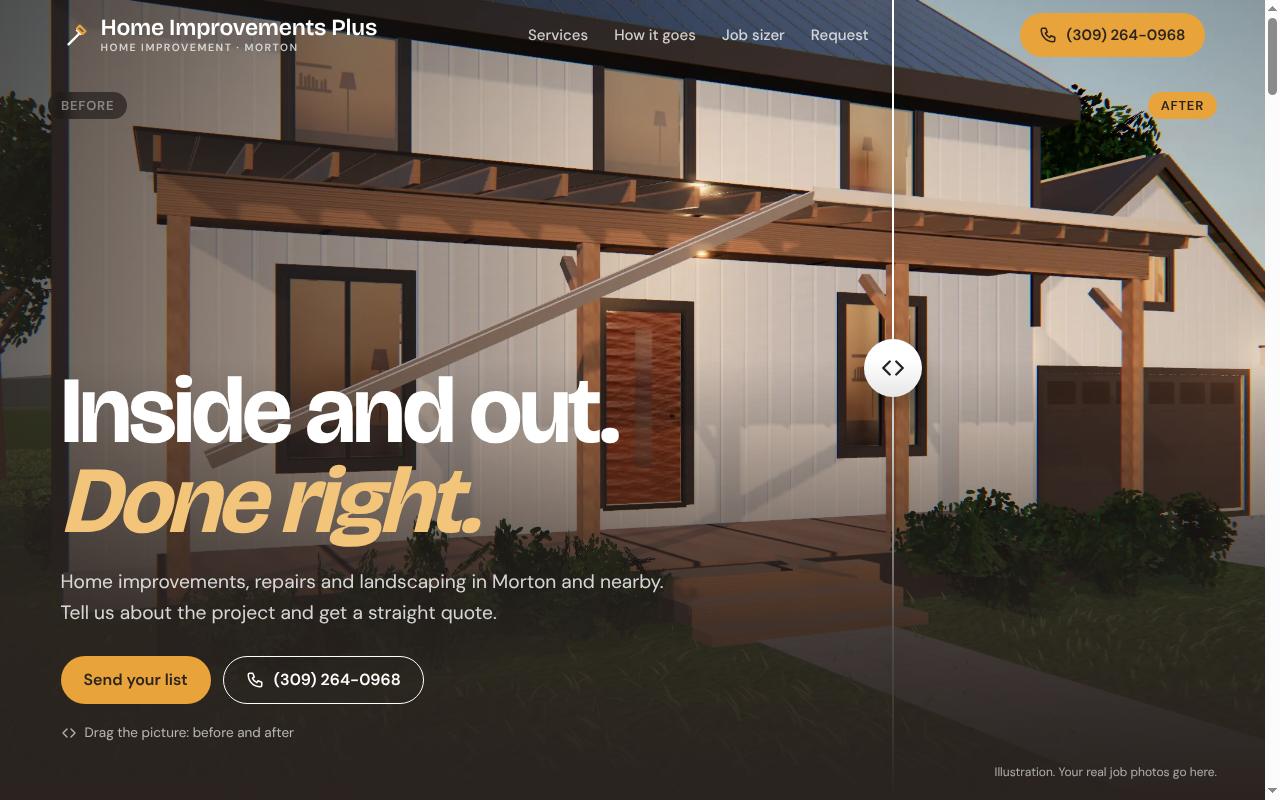 Home Improvements Plus
HOME IMPROVEMENT · MORTON
Services
How it goes
Job sizer
Request
(309) 264-0968
BEFORE
AFTER
Inside and out.
Done right.
Home improvements, repairs and landscaping in Morton and nearby.
Tell us about the project and get a straight quote.
Send your list
(309) 264-0968
Drag the picture: before and after
Illustration. Your real job photos go here.